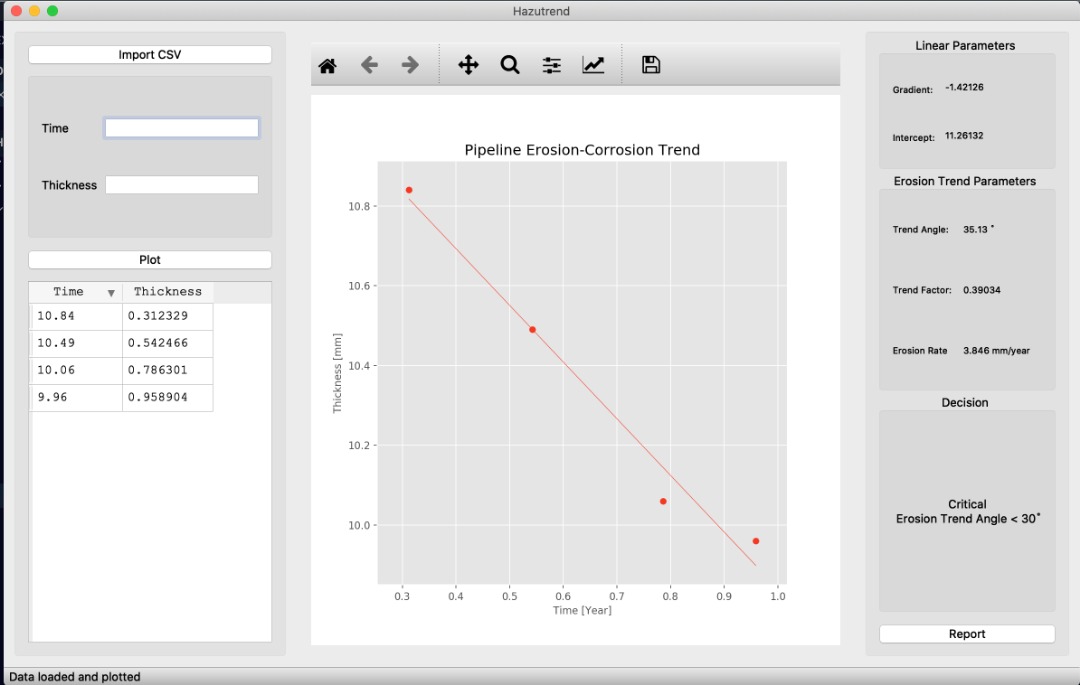 Hazutrend
Import CSV
Time
Thickness
Plot
Time ▼ Thickness
10.84 0.312329
10.49 0.542466
10.06 0.786301
9.96 0.958904
Pipeline Erosion-Corrosion Trend
Thickness [mm]
10.8
10.6
10.4
10.2
10.0
0.3 0.4 0.5 0.6 0.7 0.8 0.9 1.0
Time [Year]
Linear Parameters
Gradient: -1.42126
Intercept: 11.26132
Erosion Trend Parameters
Trend Angle: 35.13 °
Trend Factor: 0.39034
Erosion Rate 3.846 mm/year
Decision
Critical
Erosion Trend Angle < 30°
Report
Data loaded and plotted